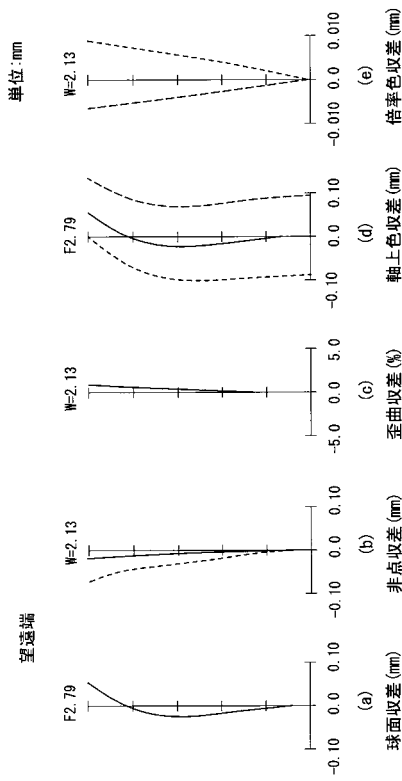 望遠端
単位:mm
F2.79
-0.10 0.0 0.10
(a)
球面収差(mm)
W=2.13
-0.10 0.0 0.10
(b)
非点収差(mm)
W=2.13
-5.0 0.0 5.0
(c)
歪曲収差(%)
F2.79
-0.10 0.0 0.10
(d)
軸上色収差(mm)
W=2.13
-0.010 0.0 0.010
(e)
倍率色収差(mm)